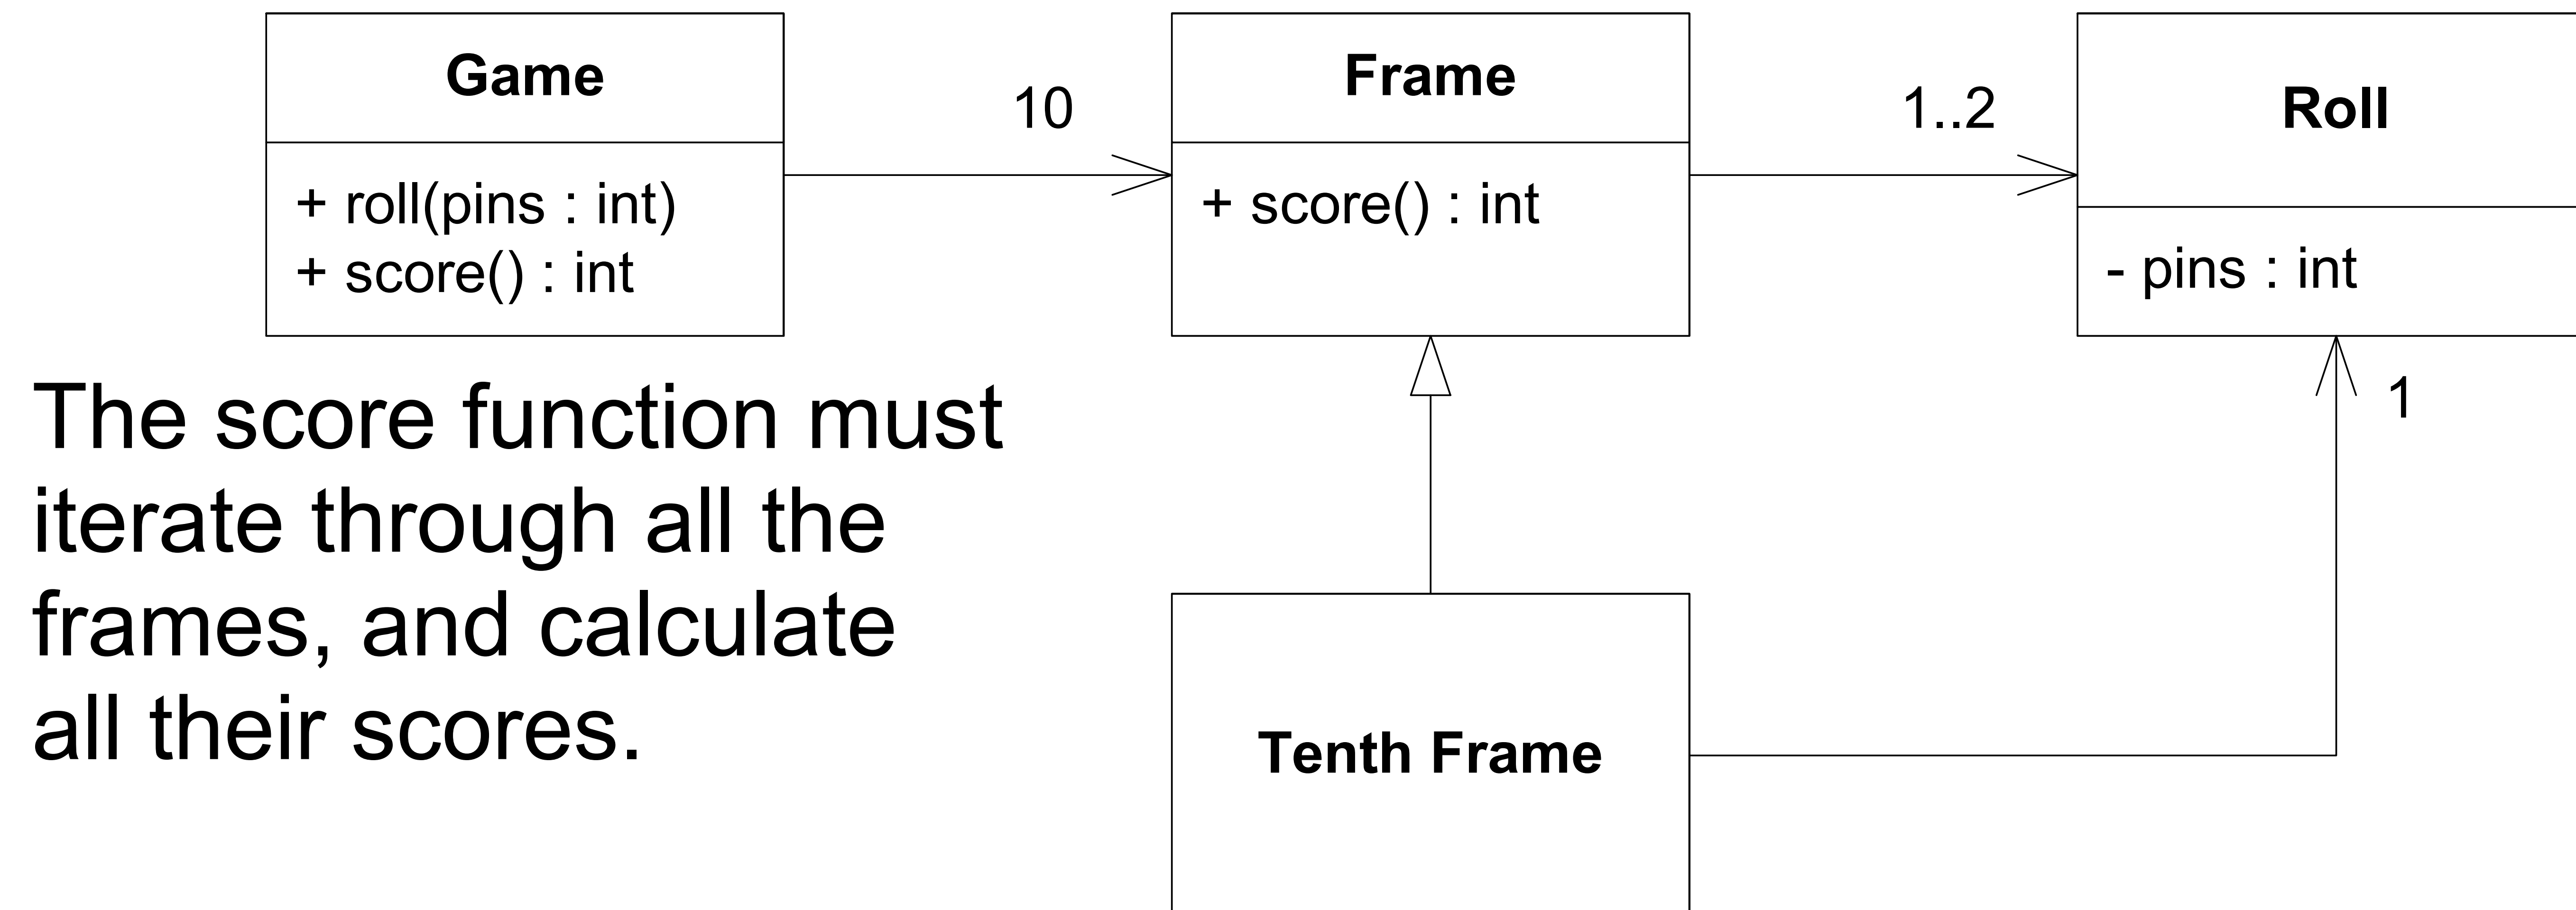 Game
+ roll(pins : int)
+ score() : int
10
Frame
+ score() : int
1..2
Roll
- pins : int
1
The score function must
iterate through all the
frames, and calculate
all their scores.
Tenth Frame